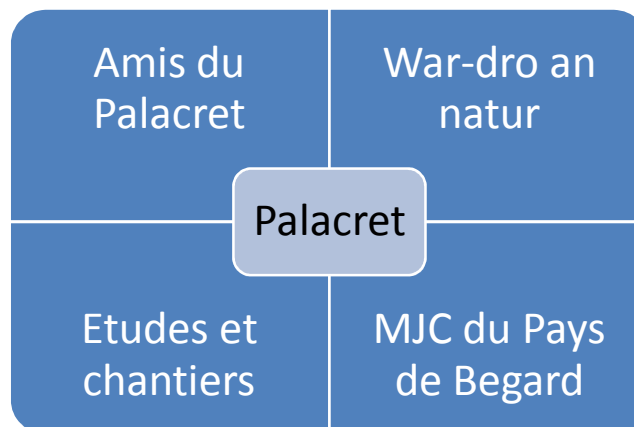 Amis du
Palacret
War-dro an
natur
Palacret
Etudes et
chantiers
MJC du Pays
de Begard